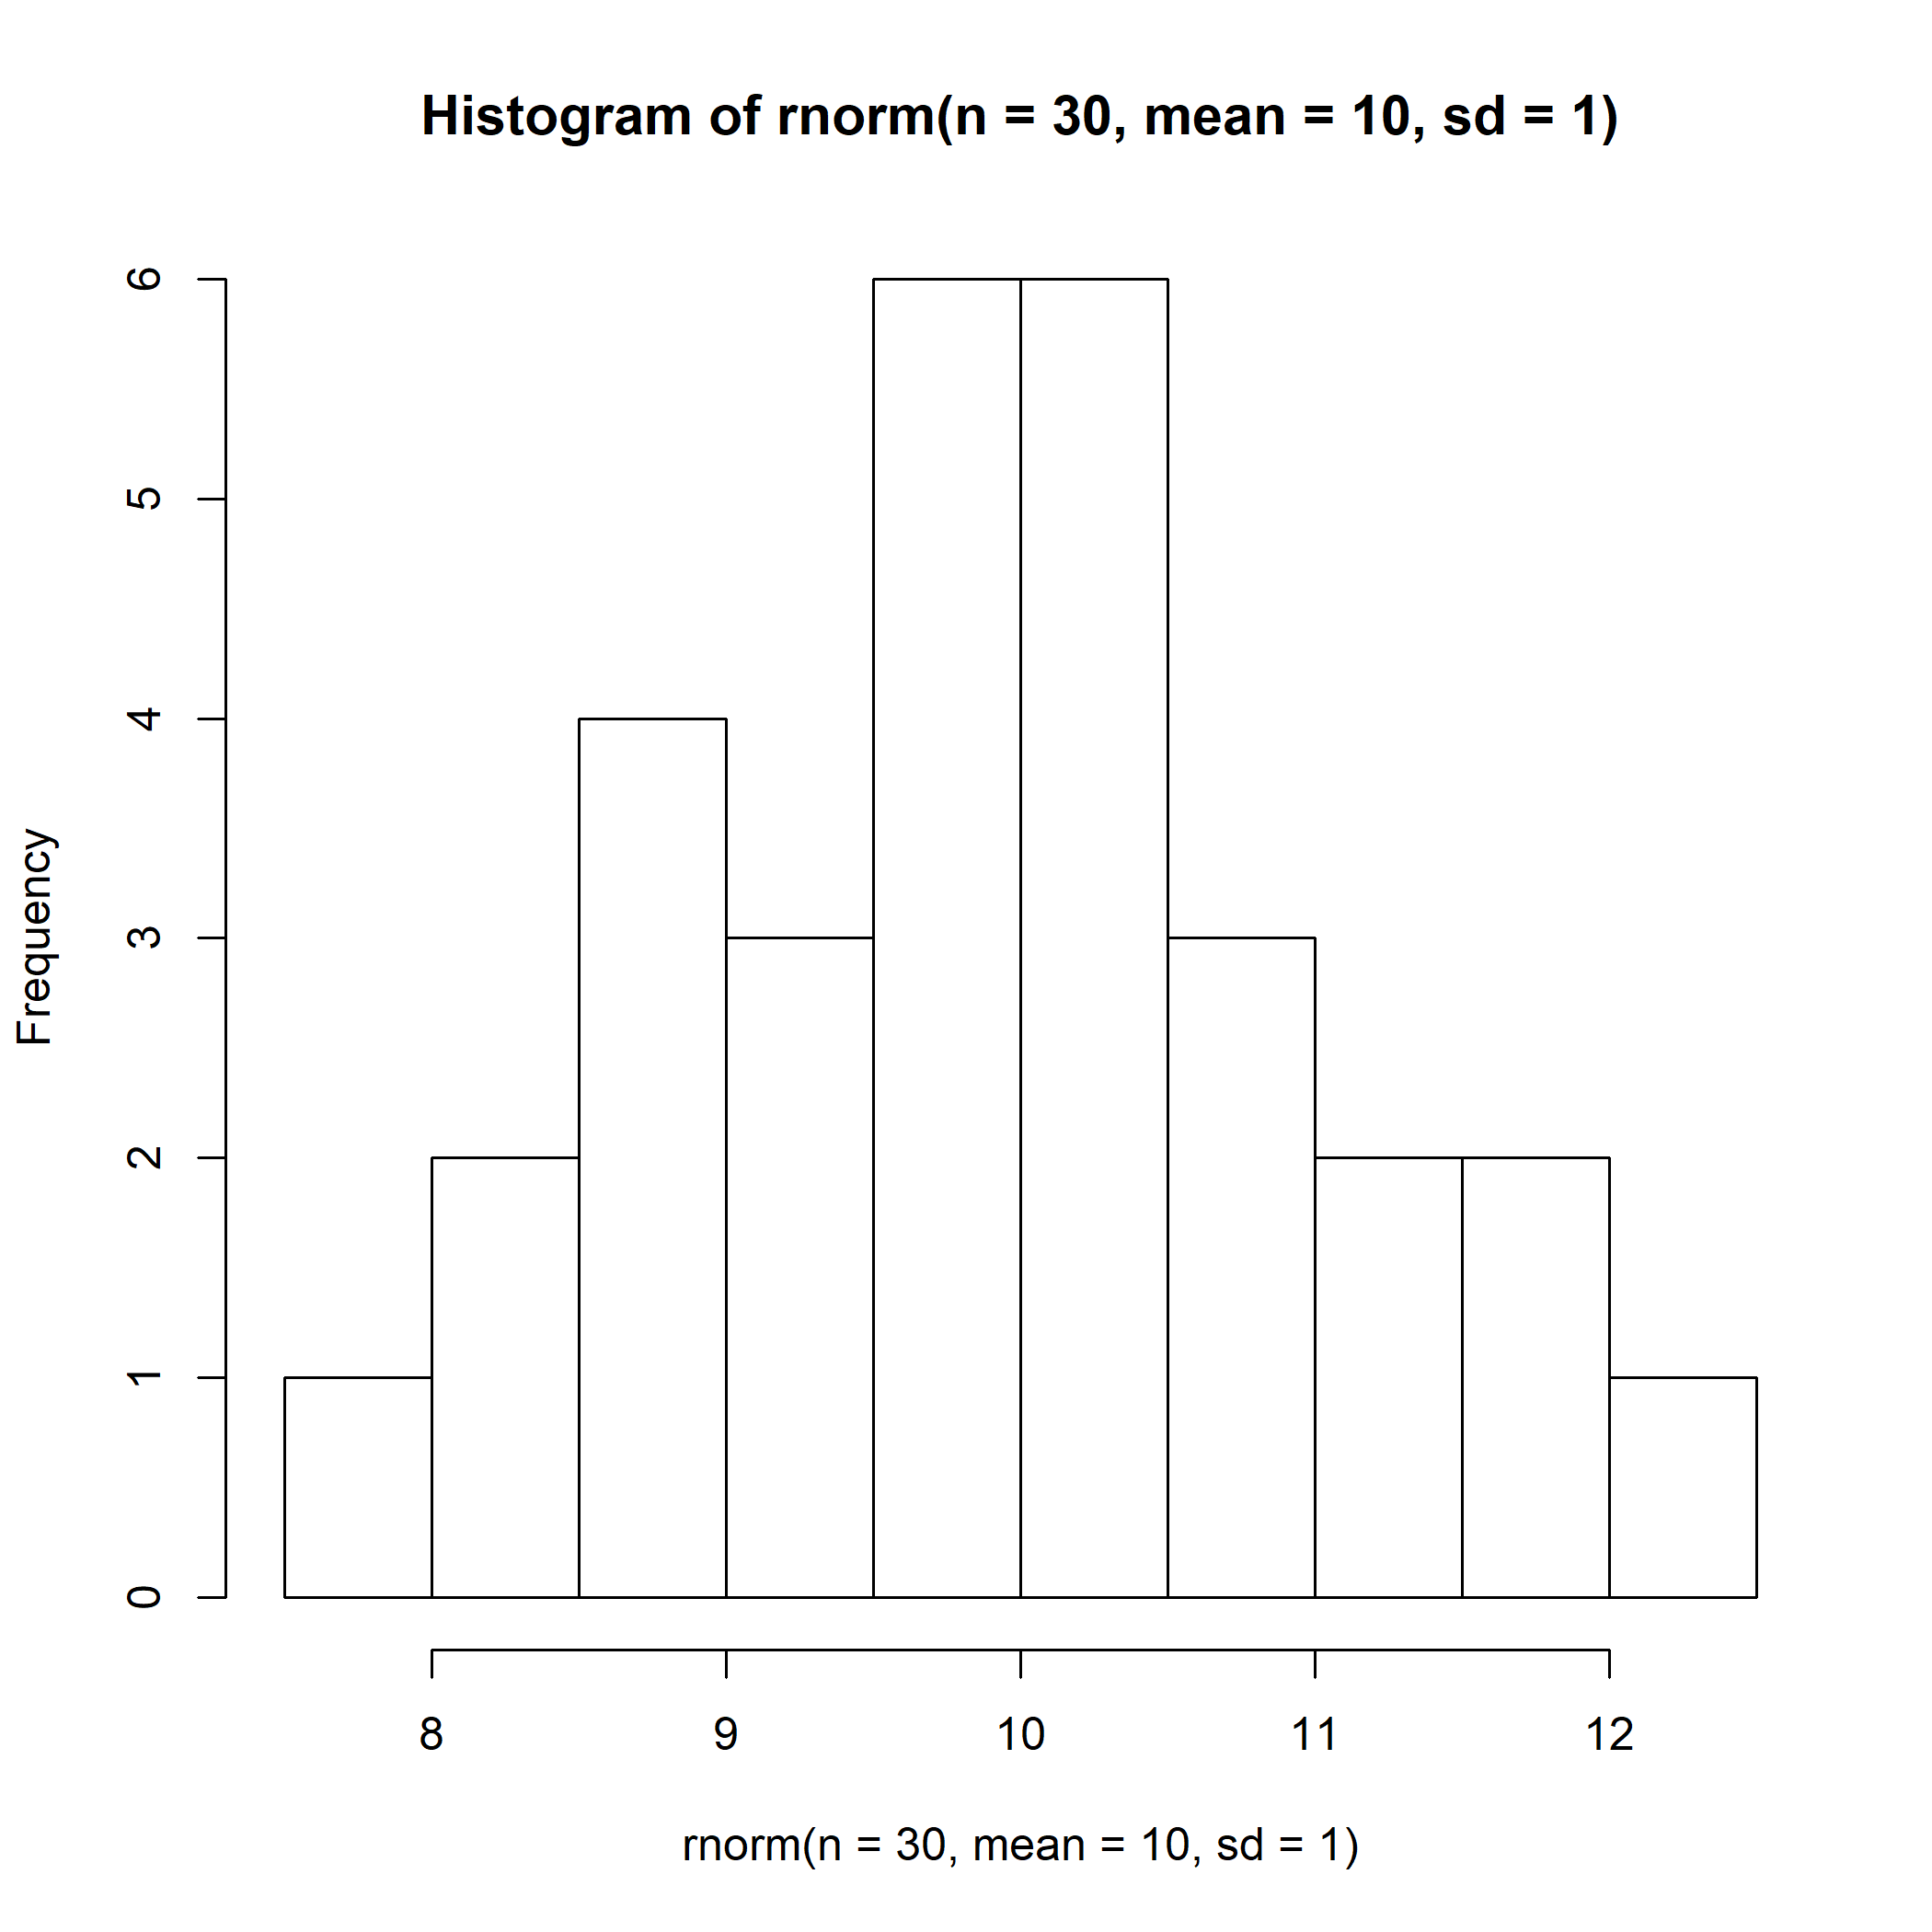 Histogram of rnorm(n = 30, mean = 10, sd = 1)
Frequency
6
5
4
3
2
1
0
8 9 10 11 12
rnorm(n = 30, mean = 10, sd = 1)